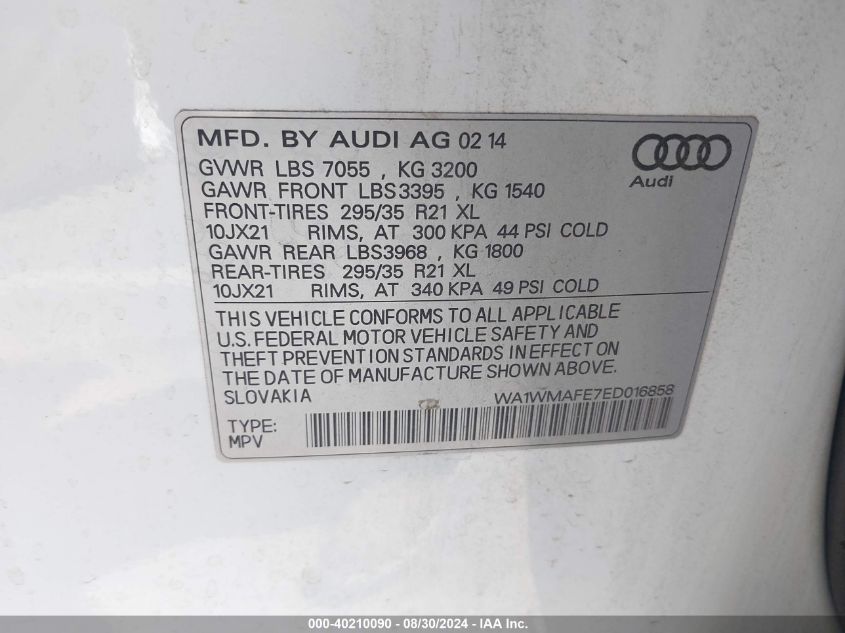 MFD. BY AUDI AG 02 14
Audi
GVWR LBS 7055 , KG 3200
GAWR FRONT LBS3395 , KG 1540
FRONT-TIRES 295/35 R21 XL
10JX21 RIMS, AT 300 KPA 44 PSI COLD
GAWR REAR LBS3968 , KG 1800
REAR-TIRES 295/35 R21 XL
10JX21 RIMS, AT 340 KPA 49 PSI COLD
THIS VEHICLE CONFORMS TO ALL APPLICABLE
U.S. FEDERAL MOTOR VEHICLE SAFETY AND
THEFT PREVENTION STANDARDS IN EFFECT ON
THE DATE OF MANUFACTURE SHOWN ABOVE.
SLOVAKIA WA1WMAFE7ED016858
TYPE:
MPV
000-40210090 - 08/30/2024 - IAA Inc.